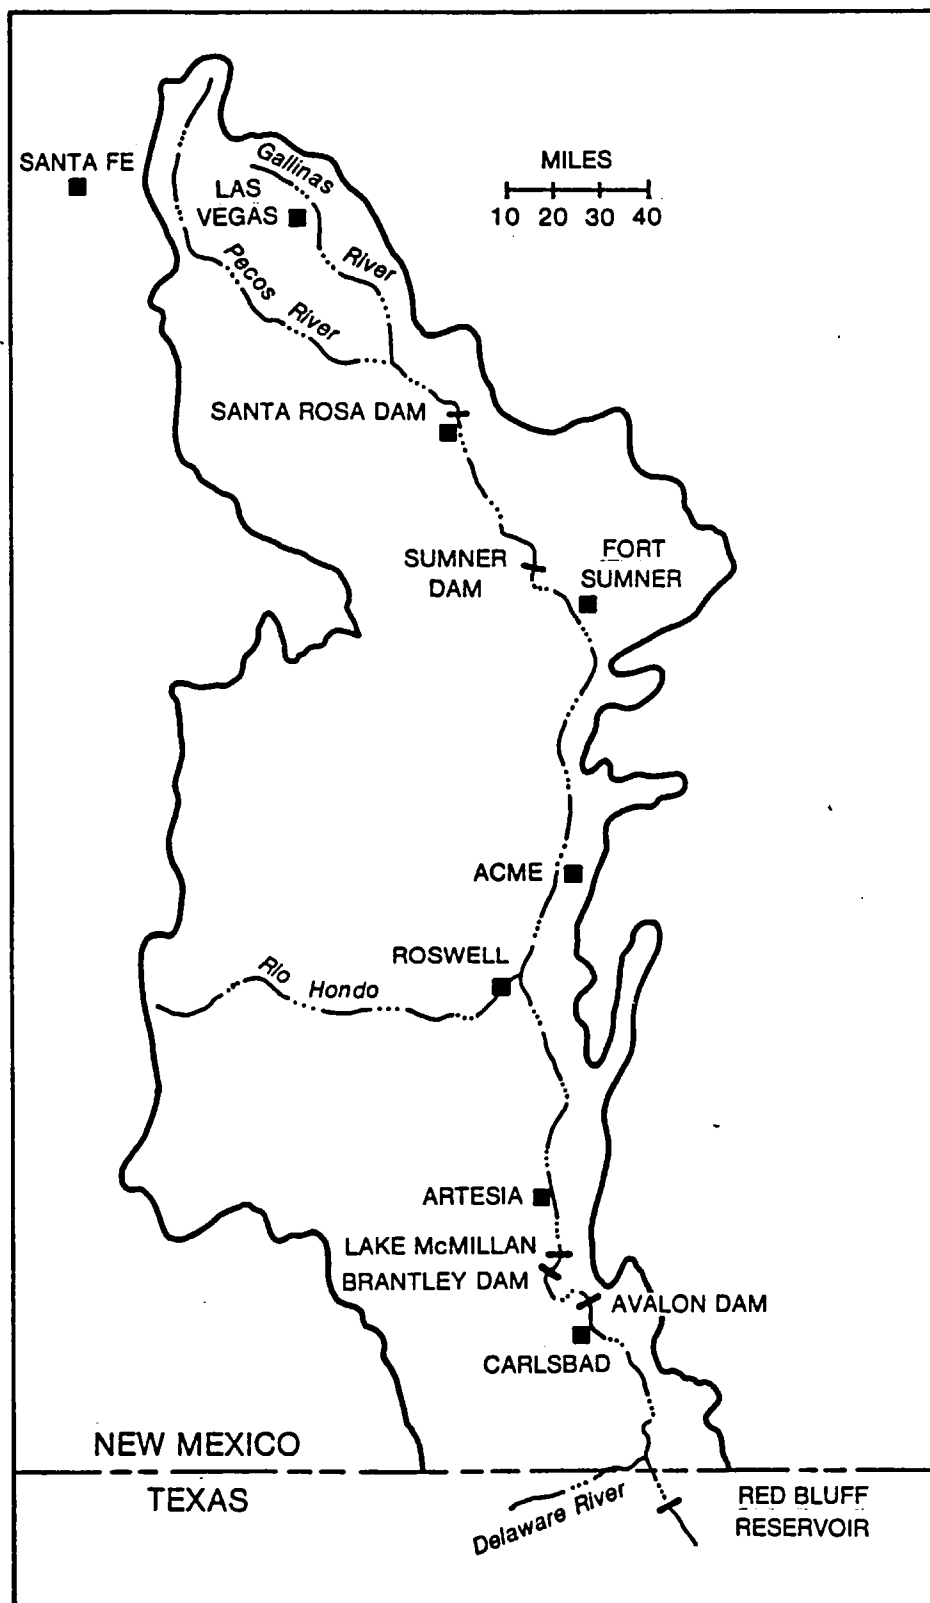 SANTA FE
Gallinas
River
MILES
10 20 30 40
LAS
VEGAS
Pecos
River
SANTA ROSA DAM
SUMNER
DAM
FORT
SUMNER
ACME
ROSWELL
Rio
Hondo
ARTESIA
LAKE McMILLAN
BRANTLEY DAM
AVALON DAM
CARLSBAD
NEW MEXICO
TEXAS
Delaware River
RED BLUFF
RESERVOIR